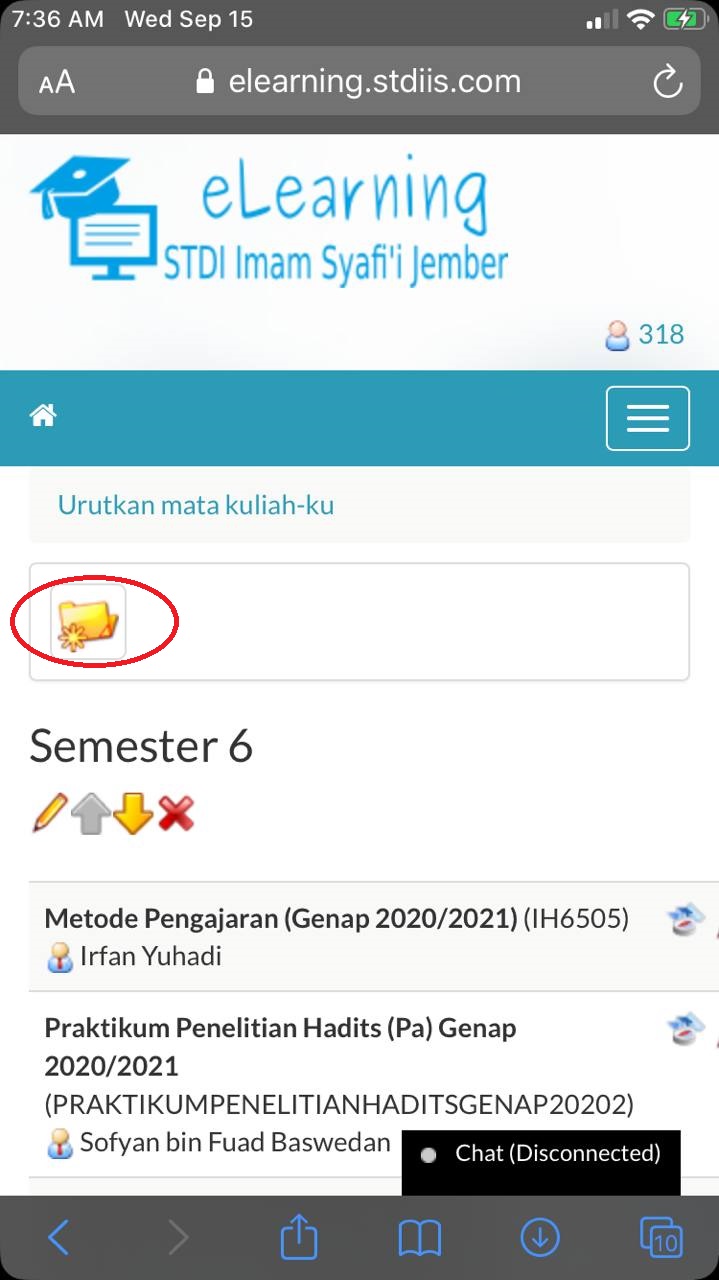 7:36 AM Wed Sep 15
AA elearning.stdiis.com
eLearning
STDI Imam Syafi'i Jember
318
Urutkan mata kuliah-ku
Semester 6
Metode Pengajaran (Genap 2020/2021) (IH6505)
Irfan Yuhadi
Praktikum Penelitian Hadits (Pa) Genap
2020/2021
(PRAKTIKUMPENELITIANHADITSGENAP20202)
Sofyan bin Fuad Baswedan
Chat (Disconnected)
10